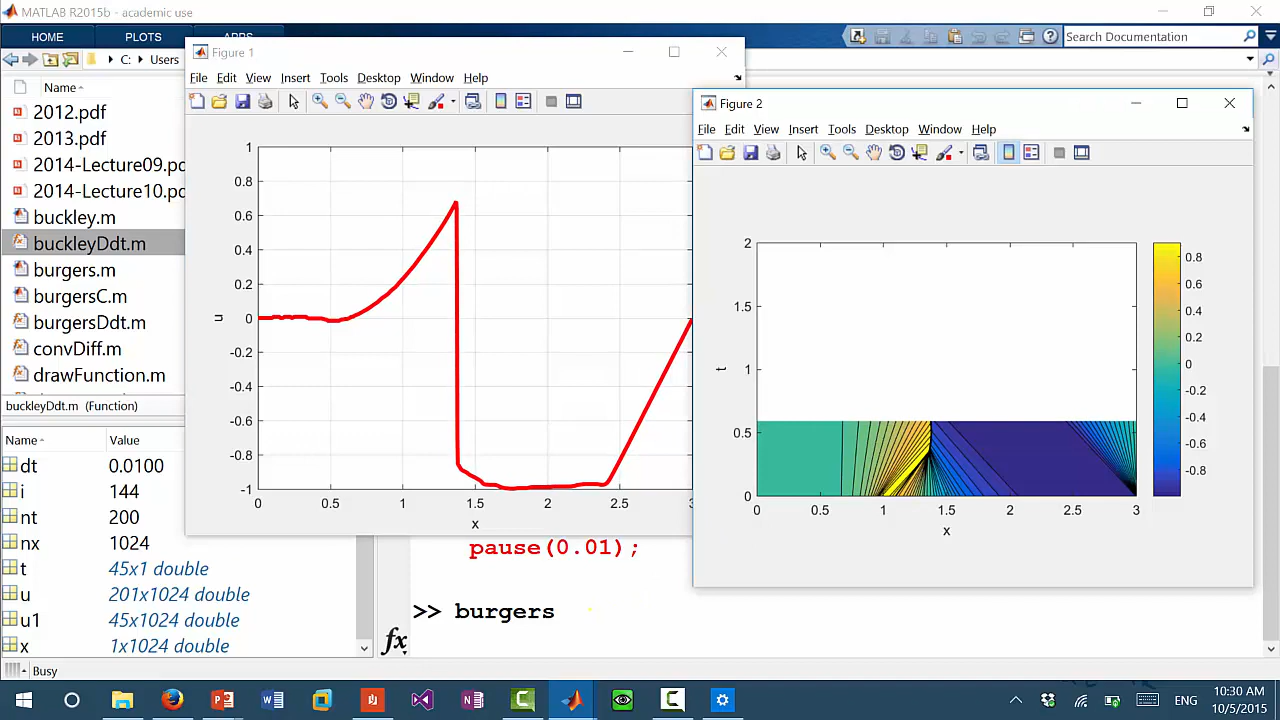 MATLAB R2015b - academic use
HOME PLOTS APPS
Search Documentation
C: Users
Name
2012.pdf
2013.pdf
2014-Lecture09.pc
2014-Lecture10.pc
buckley.m
buckleyDdt.m
burgers.m
burgersC.m
burgersDdt.m
convDiff.m
drawFunction.m
buckleyDdt.m (Function)
Name Value
dt 0.0100
i 144
nt 200
nx 1024
t 45x1 double
u 201x1024 double
u1 45x1024 double
x 1x1024 double
Busy
Figure 1
File Edit View Insert Tools Desktop Window Help
1
0.8
0.6
0.4
0.2
0
-0.2
-0.4
-0.6
-0.8
-1
u
0 0.5 1 1.5 2 2.5
x
Figure 2
File Edit View Insert Tools Desktop Window Help
2
1.5
1
0.5
0
t
0 0.5 1 1.5 2 2.5 3
x
0.8
0.6
0.4
0.2
0
-0.2
-0.4
-0.6
-0.8
pause(0.01);
>> burgers
fx
ENG
10:30 AM
10/5/2015